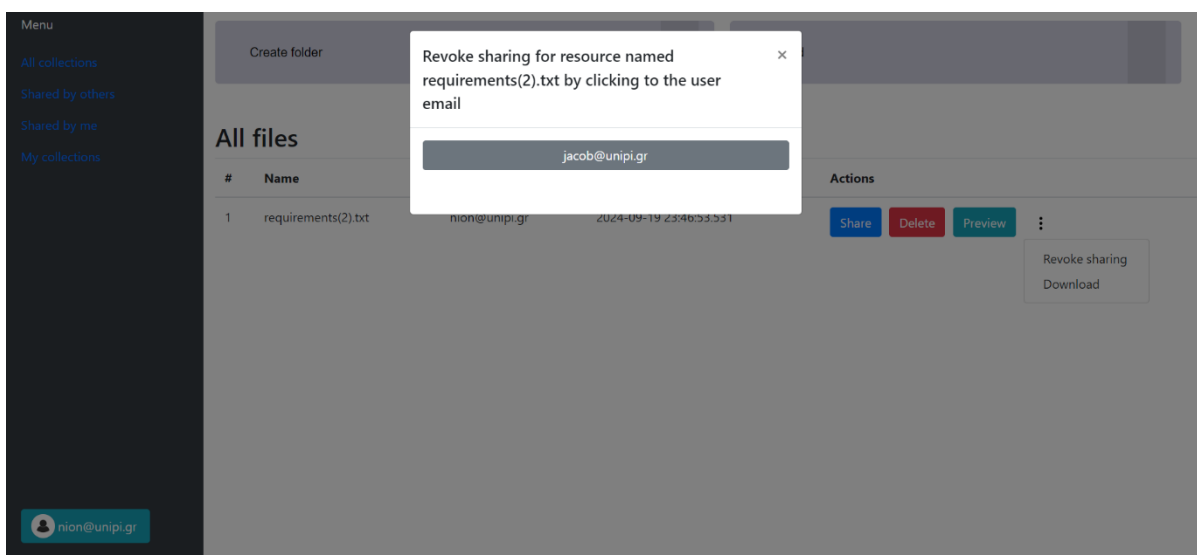 Menu
All collections
Shared by others
Shared by me
My collections
nion@unipi.gr
Create folder
Revoke sharing for resource named
requirements(2).txt by clicking to the user
email
×
jacob@unipi.gr
All files
# Name Actions
1 requirements(2).txt nion@unipi.gr 2024-09-19 23:46:53.531 Share Delete Preview
Revoke sharing
Download